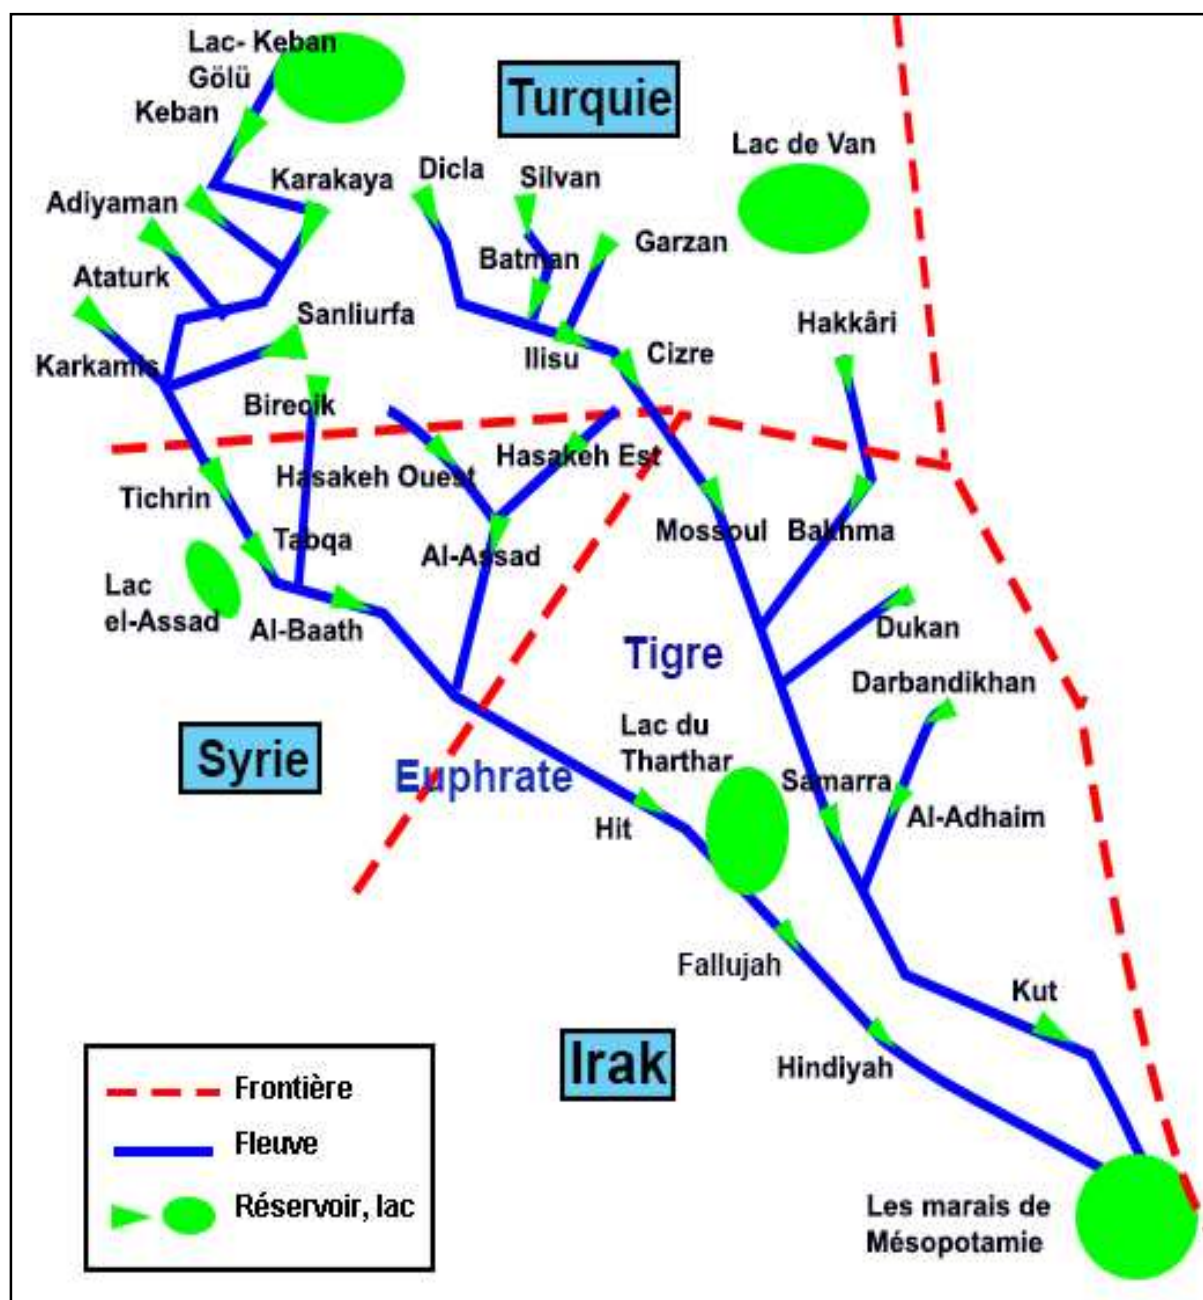 Lac- Keban
Gölü
Keban
Turquie
Lac de Van
Dicla
Silvan
Karakaya
Adiyaman
Garzan
Batman
Ataturk
Sanliurfa
Hakkâri
Ilisu
Cizre
Karkamis
Birecik
Hasakeh Ouest
Hasakeh Est
Tichrin
Tabqa
Al-Assad
Mossoul
Bakhma
Lac
el-Assad
Al-Baath
Dukan
Tigre
Darbandikhan
Lac du
Tharthar
Syrie
Euphrate
Samarra
Hit
Al-Adhaim
Fallujah
Kut
Irak
Hindiyah
Frontière
Fleuve
Réservoir, lac
Les marais de
Mésopotamie